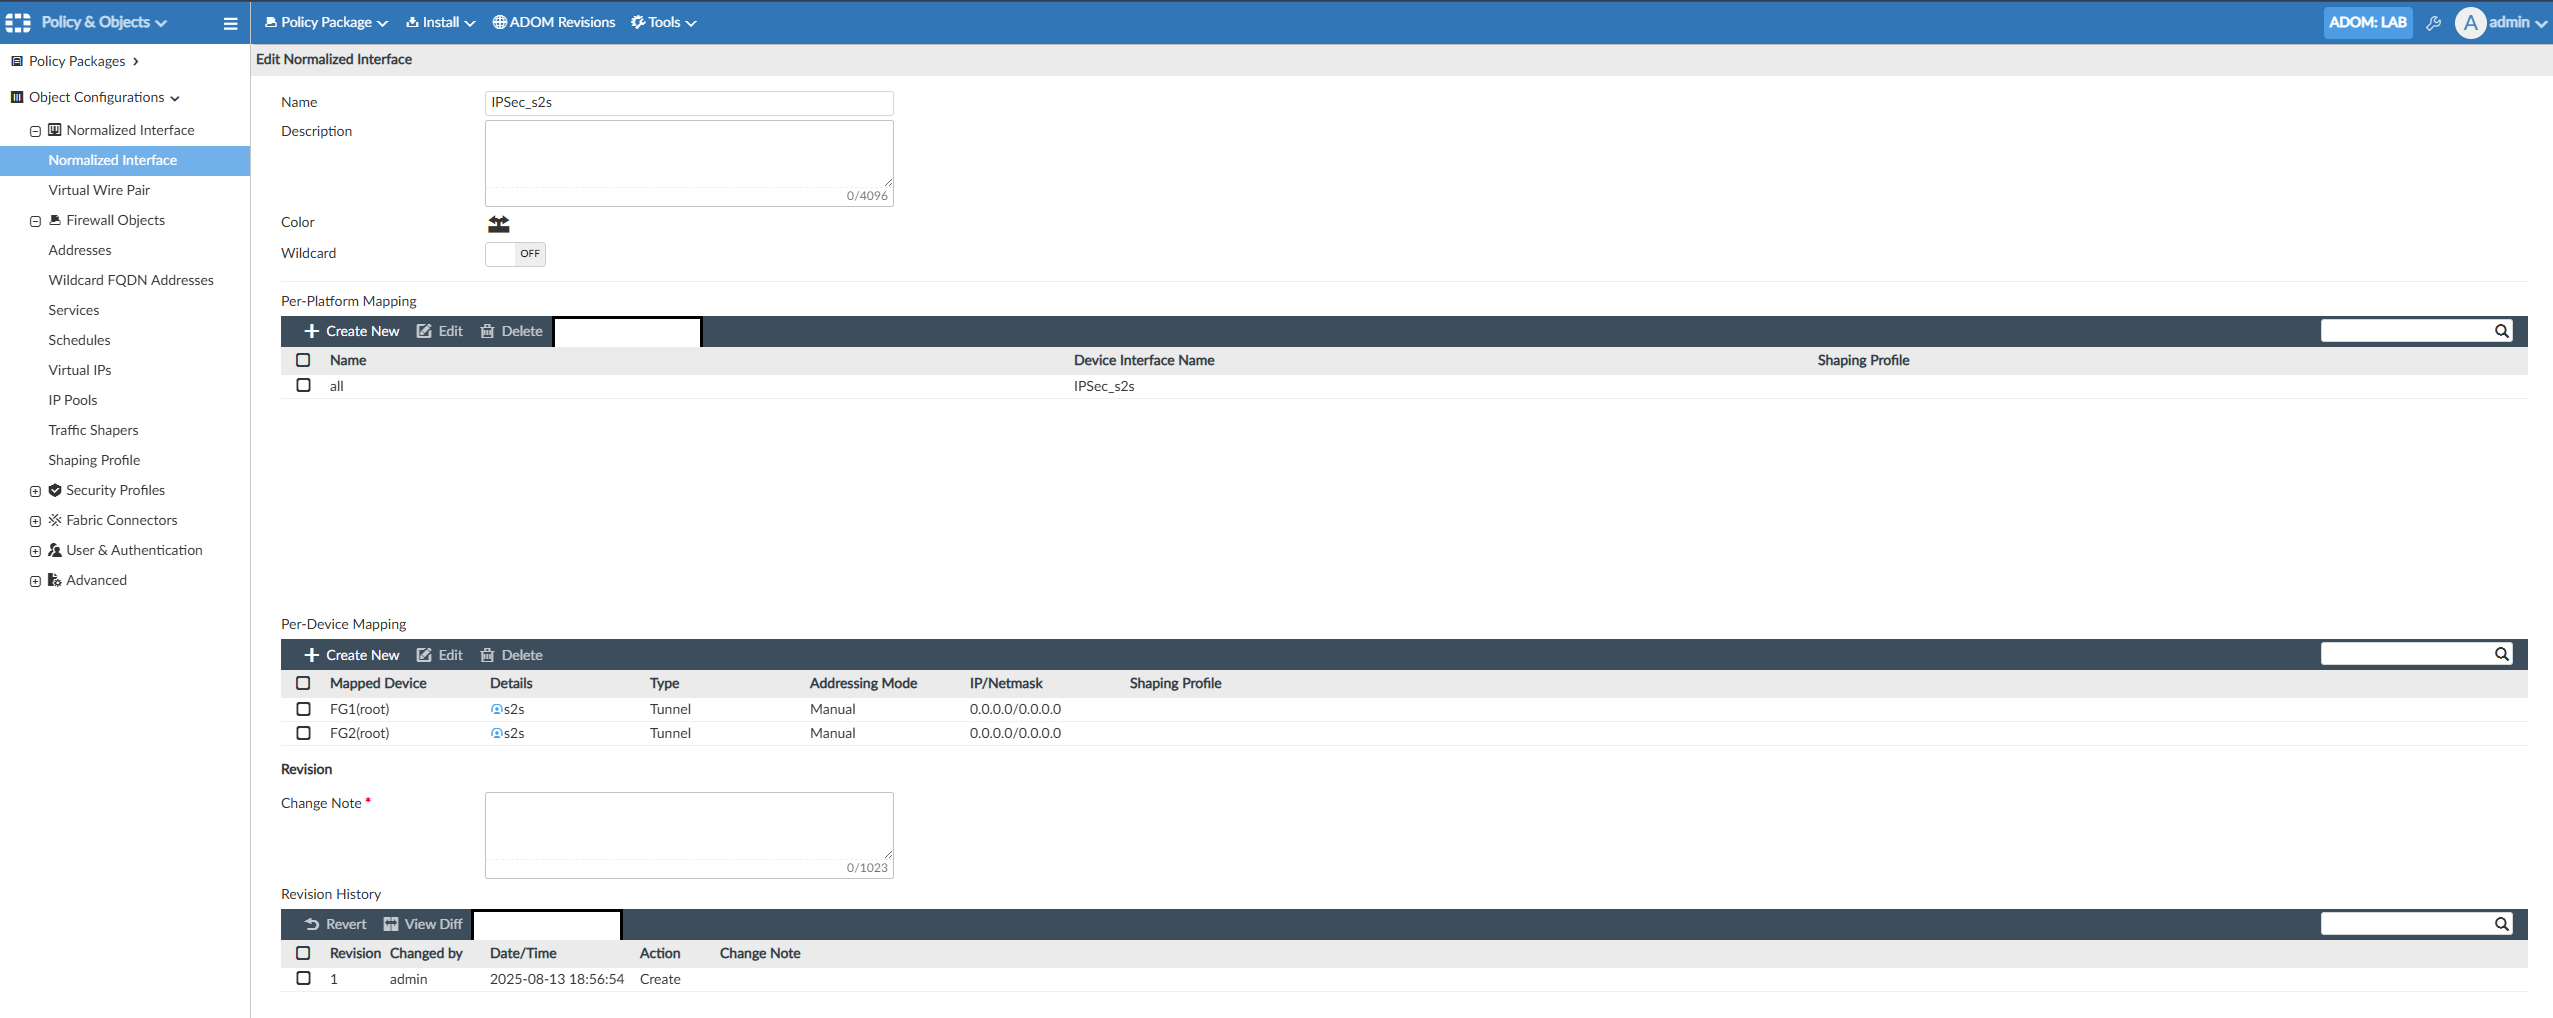 Policy & Objects
Policy Package
Install
ADOM Revisions
Tools
ADOM: LAB
A
admin
Policy Packages
Object Configurations
Normalized Interface
Normalized Interface
Virtual Wire Pair
Firewall Objects
Addresses
Wildcard FQDN Addresses
Services
Schedules
Virtual IPs
IP Pools
Traffic Shapers
Shaping Profile
Security Profiles
Fabric Connectors
User & Authentication
Advanced
Edit Normalized Interface
Name IPSec_s2s
Description
0/4096
Color
Wildcard OFF
Per-Platform Mapping
Create New Edit Delete
Name Device Interface Name Shaping Profile
all IPSec_s2s
Per-Device Mapping
Create New Edit Delete
Mapped Device Details Type Addressing Mode IP/Netmask Shaping Profile
FG1(root) s2s Tunnel Manual 0.0.0.0/0.0.0.0
FG2(root) s2s Tunnel Manual 0.0.0.0/0.0.0.0
Revision
Change Note *
0/1023
Revision History
Revert View Diff
Revision Changed by Date/Time Action Change Note
1 admin 2025-08-13 18:56:54 Create